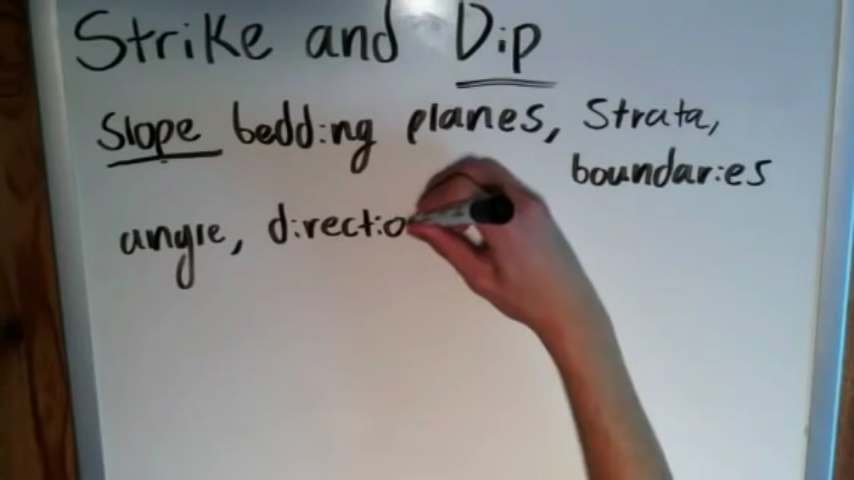 Strike and Dip
Slope bedding planes, Strata,
boundaries
angle, directio